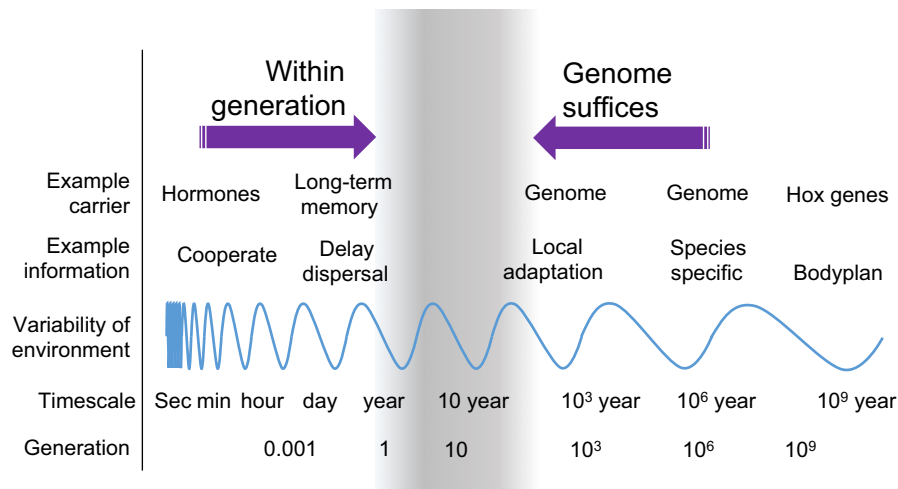 Within
generation
Genome
suffices
Example
carrier
Hormones
Long-term
memory
Genome
Genome
Hox genes
Example
information
Cooperate
Delay
dispersal
Local
adaptation
Species
specific
Bodyplan
Variability of
environment
Timescale Sec min hour day year 10 year 10³ year 10⁶ year 10⁹ year
Generation 0.001 1 10 10³ 10⁶ 10⁹